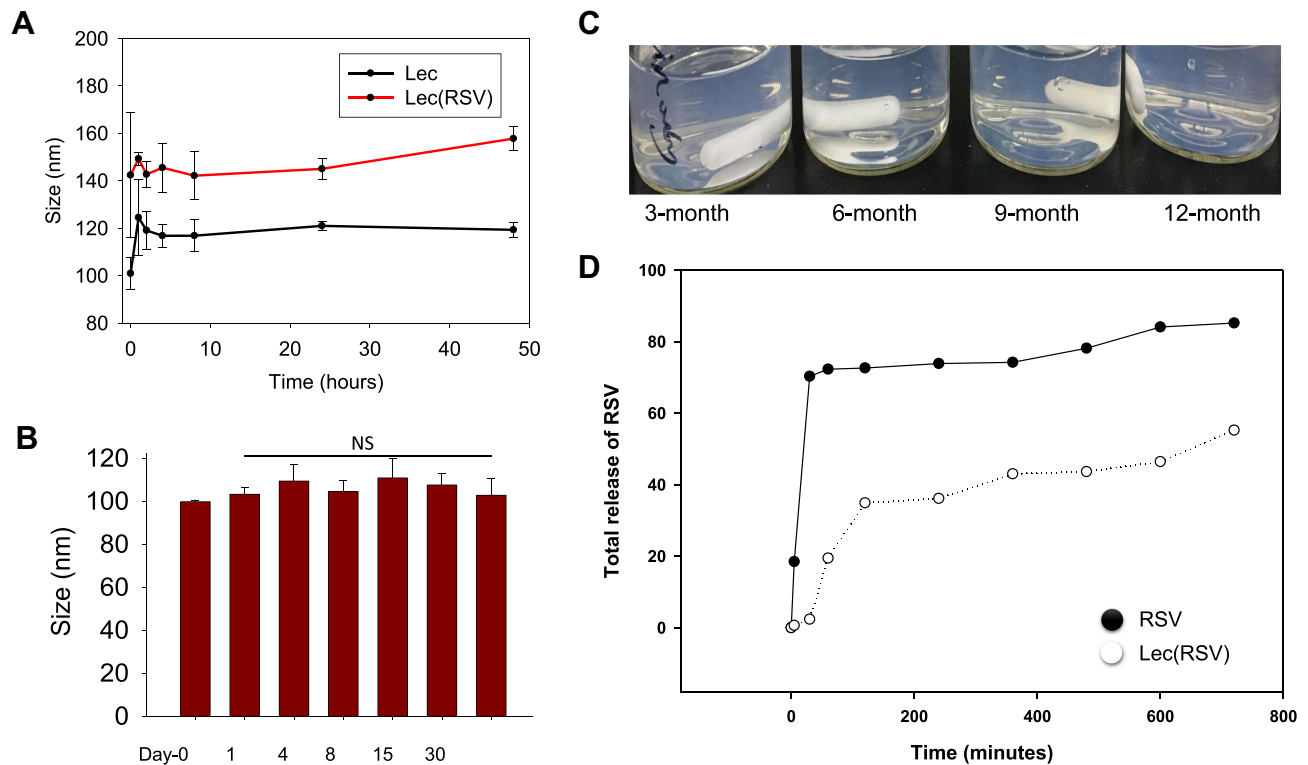 A
200
180
160
140
120
100
80
Size (nm)
Lec
Lec(RSV)
0 10 20 30 40 50
Time (hours)
B
NS
120
100
80
60
40
20
0
Size (nm)
Day-0 1 4 8 15 30
C
3-month 6-month 9-month 12-month
D
100
80
60
40
20
0
Total release of RSV
RSV
Lec(RSV)
0 200 400 600 800
Time (minutes)